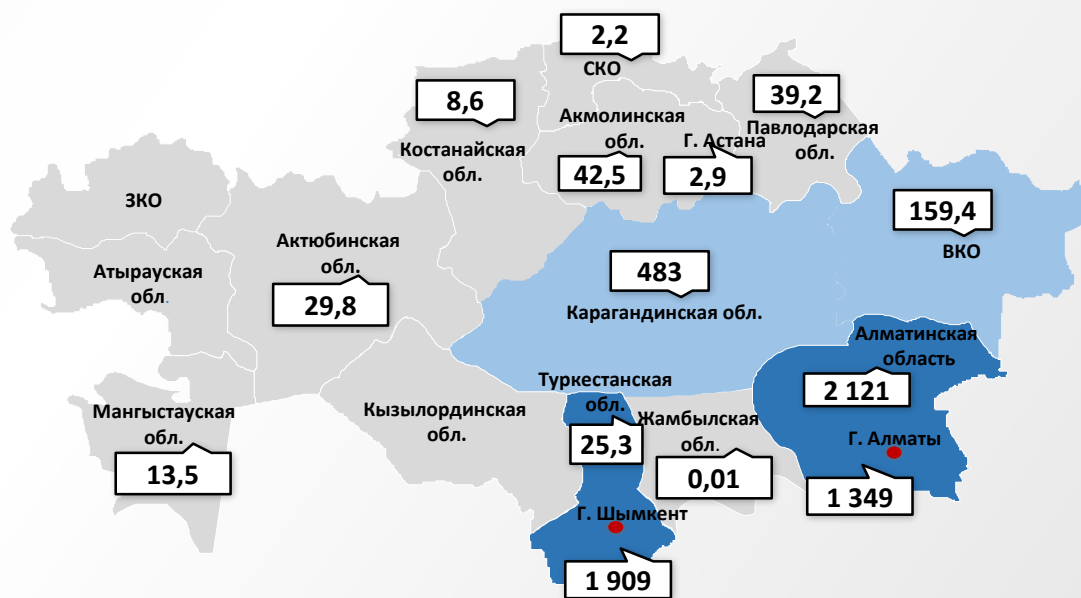 2,2
СКО
8,6
Костанайская
обл.
Акмолинская
обл.
42,5
Г. Астана
2,9
39,2
Павлодарская
обл.
ЗКО
Атырауская
обл.
Актюбинская
обл.
29,8
159,4
ВКО
483
Карагандинская обл.
Алматинская
область
2 121
Г. Алматы
1 349
Туркестанская
обл.
25,3
Жамбылская
обл.
0,01
Кызылординская
обл.
Мангыстауская
обл.
13,5
Г. Шымкент
1 909